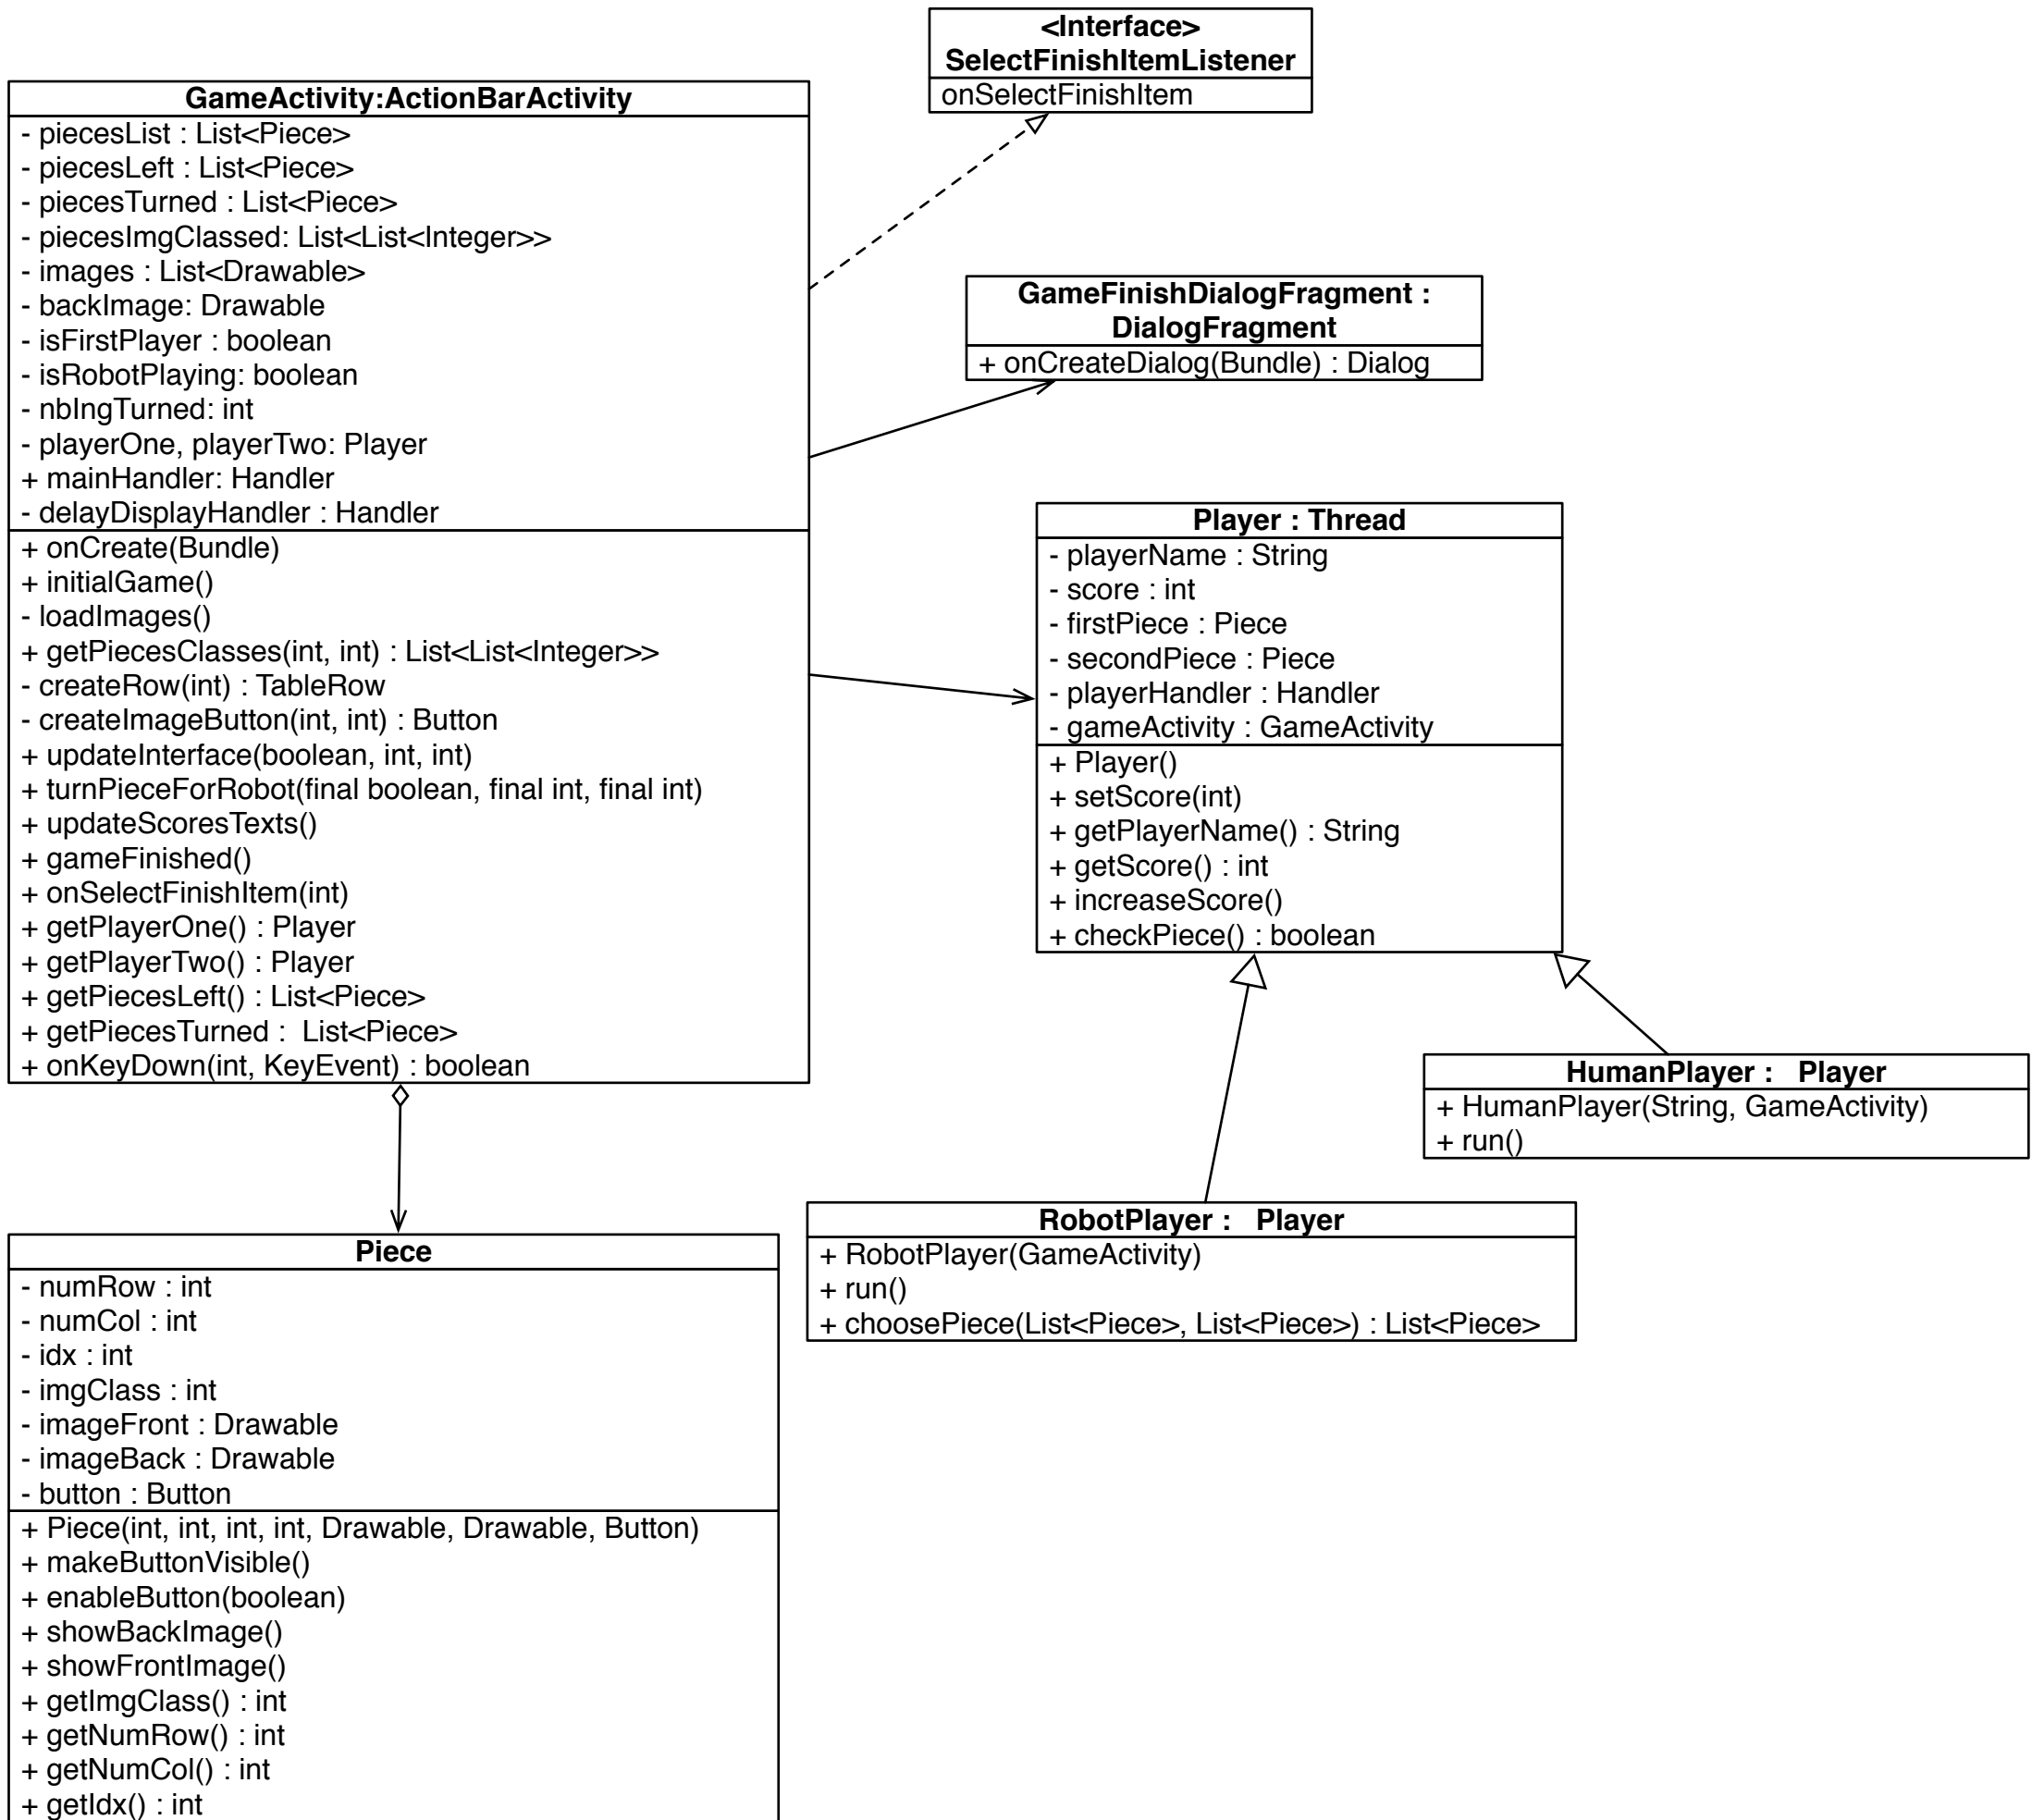 <Interface>
SelectFinishItemListener
onSelectFinishItem
GameActivity:ActionBarActivity
- piecesList : List<Piece>
- piecesLeft : List<Piece>
- piecesTurned : List<Piece>
- piecesImgClassed: List<List<Integer>>
- images : List<Drawable>
- backImage: Drawable
- isFirstPlayer : boolean
- isRobotPlaying: boolean
- nbIngTurned: int
- playerOne, playerTwo: Player
+ mainHandler: Handler
- delayDisplayHandler : Handler
+ onCreate(Bundle)
+ initialGame()
- loadImages()
+ getPiecesClasses(int, int) : List<List<Integer>>
- createRow(int) : TableRow
- createImageButton(int, int) : Button
+ updateInterface(boolean, int, int)
+ turnPieceForRobot(final boolean, final int, final int)
+ updateScoresTexts()
+ gameFinished()
+ onSelectFinishItem(int)
+ getPlayerOne() : Player
+ getPlayerTwo() : Player
+ getPiecesLeft() : List<Piece>
+ getPiecesTurned :  List<Piece>
+ onKeyDown(int, KeyEvent) : boolean
GameFinishDialogFragment :
DialogFragment
+ onCreateDialog(Bundle) : Dialog
Player : Thread
- playerName : String
- score : int
- firstPiece : Piece
- secondPiece : Piece
- playerHandler : Handler
- gameActivity : GameActivity
+ Player()
+ setScore(int)
+ getPlayerName() : String
+ getScore() : int
+ increaseScore()
+ checkPiece() : boolean
HumanPlayer :   Player
+ HumanPlayer(String, GameActivity)
+ run()
RobotPlayer :   Player
+ RobotPlayer(GameActivity)
+ run()
+ choosePiece(List<Piece>, List<Piece>) : List<Piece>
Piece
- numRow : int
- numCol : int
- idx : int
- imgClass : int
- imageFront : Drawable
- imageBack : Drawable
- button : Button
+ Piece(int, int, int, int, Drawable, Drawable, Button)
+ makeButtonVisible()
+ enableButton(boolean)
+ showBackImage()
+ showFrontImage()
+ getImgClass() : int
+ getNumRow() : int
+ getNumCol() : int
+ getIdx() : int